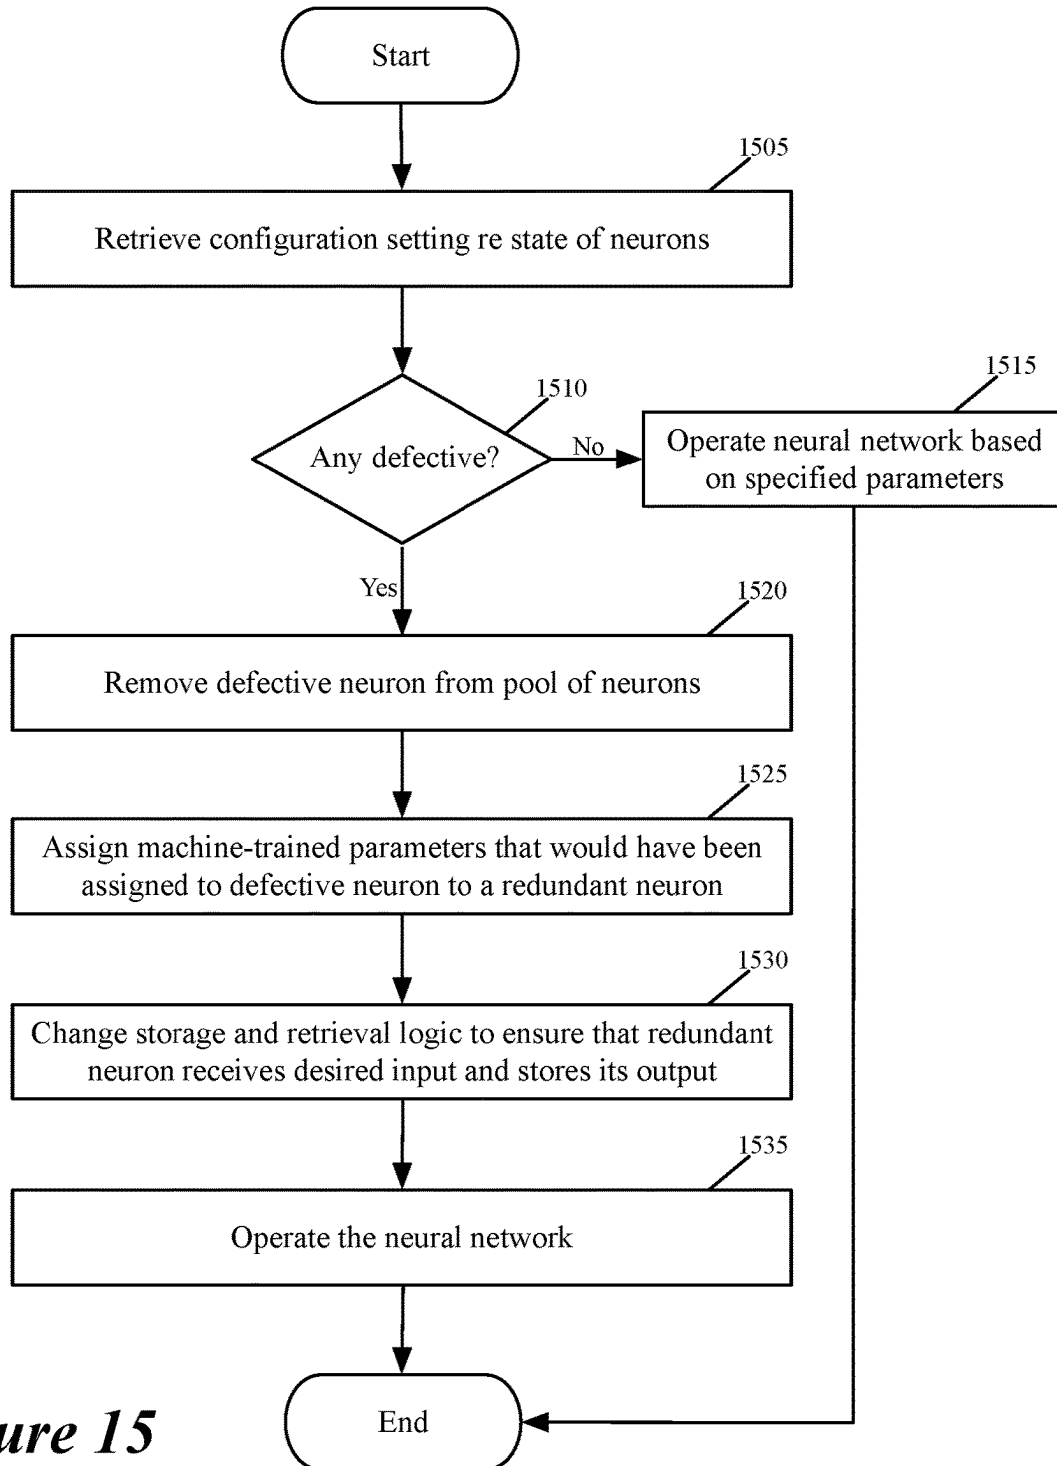 Start
1505
Retrieve configuration setting re state of neurons
1510
Any defective?
No
1515
Operate neural network based
on specified parameters
Yes
1520
Remove defective neuron from pool of neurons
1525
Assign machine-trained parameters that would have been
assigned to defective neuron to a redundant neuron
1530
Change storage and retrieval logic to ensure that redundant
neuron receives desired input and stores its output
1535
Operate the neural network
End
ure 15